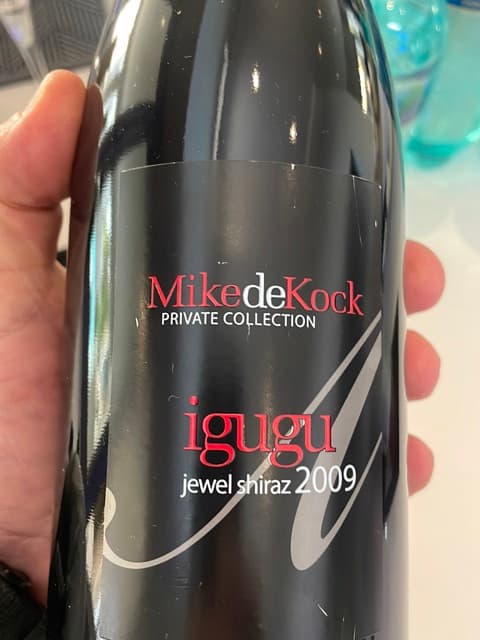 MikedeKock
PRIVATE COLLECTION
igugu
jewel shiraz 2009